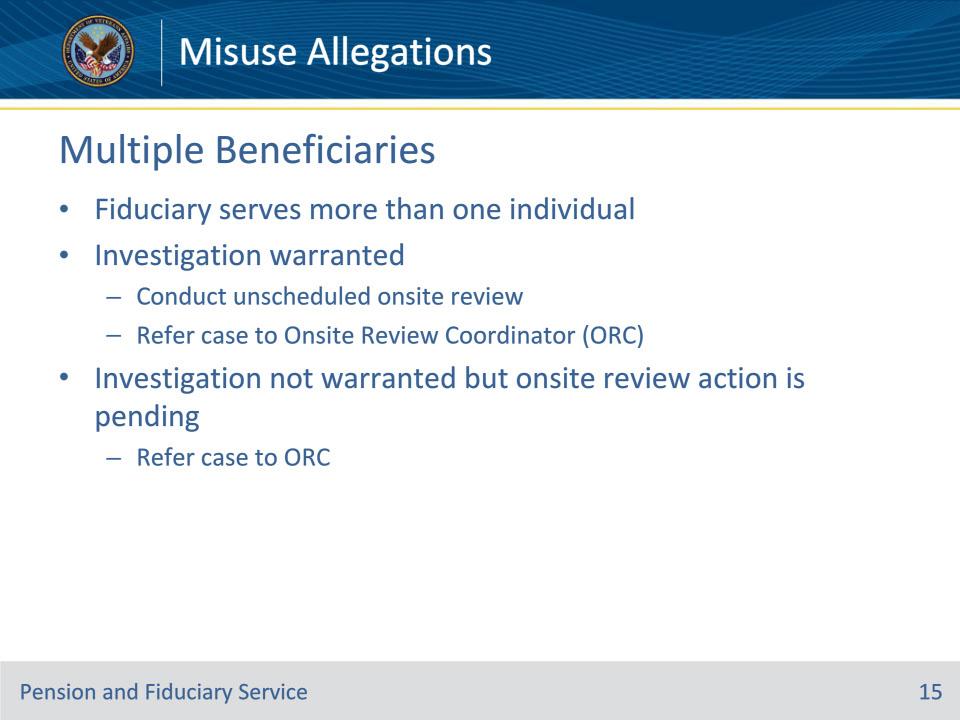 Misuse Allegations
Multiple Beneficiaries
• Fiduciary serves more than one individual
• Investigation warranted
– Conduct unscheduled onsite review
– Refer case to Onsite Review Coordinator (ORC)
• Investigation not warranted but onsite review action is
pending
– Refer case to ORC
Pension and Fiduciary Service
15